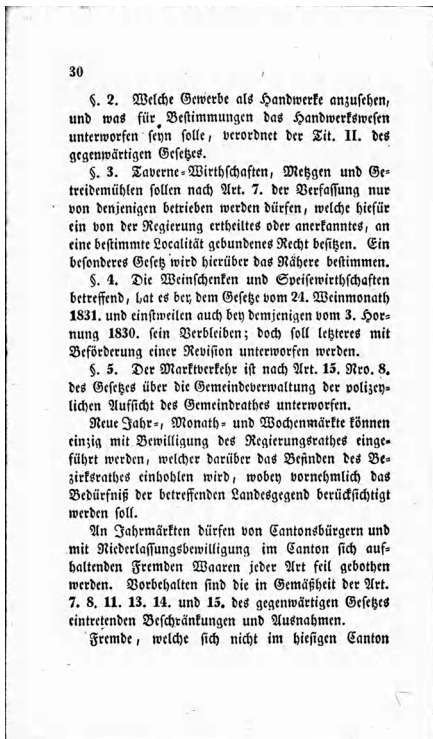 30
§. 2. Welche Gewerbe als Handwerke anzusehen,
und was für Bestimmungen das Handwerkswesen
unterworfen seyn solle, verordnet der Tit. II. des
gegenwärtigen Gesetzes.
§. 3. Taverne-Wirthschaften, Metzgen und Ge-
treidemühlen sollen nach Art. 7. der Verfassung nur
von denjenigen betrieben werden dürfen, welche hiefür
ein von der Regierung ertheiltes oder anerkanntes, an
eine bestimmte Localität gebundenes Recht besitzen. Ein
besonderes Gesetz wird hierüber das Nähere bestimmen.
§. 4. Die Weinschenken und Speisewirthschaften
betreffend, hat es bey dem Gesetze vom 24. Weinmonath
1831. und einstweilen auch bey demjenigen vom 3. Hor-
nung 1830. sein Verbleiben; doch soll letzteres mit
Beförderung einer Revision unterworfen werden.
§. 5. Der Marktverkehr ist nach Art. 15. Nro. 8.
des Gesetzes über die Gemeindeverwaltung der polizey-
lichen Aufsicht des Gemeindrathes unterworfen.
Neue Jahr-, Monath- und Wochenmärkte können
einzig mit Bewilligung des Regierungsrathes einge-
führt werden, welcher darüber das Befinden des Be-
zirksrathes einhohlen wird, wobey vornehmlich das
Bedürfniß der betreffenden Landesgegend berücksichtigt
werden soll.
An Jahrmärkten dürfen von Cantonsbürgern und
mit Niederlassungsbewilligung im Canton sich auf-
haltenden Fremden Waaren jeder Art feil gebothen
werden. Vorbehalten sind die in Gemäßheit der Art.
7. 8. 11. 13. 14. und 15. des gegenwärtigen Gesetzes
eintretenden Beschränkungen und Ausnahmen.
Fremde, welche sich nicht im hiesigen Canton